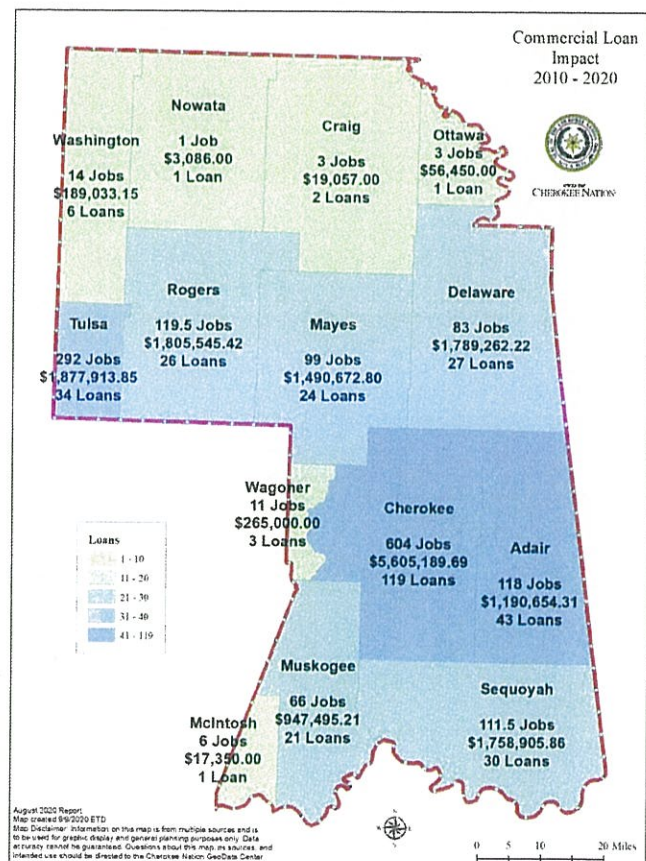 Commercial Loan
Impact
2010 - 2020
CHEROKEE NATION
Washington
14 Jobs
$189,033.15
6 Loans
Nowata
1 Job
$3,086.00
1 Loan
Craig
3 Jobs
$19,057.00
2 Loans
Ottawa
3 Jobs
$56,450.00
1 Loan
Tulsa
292 Jobs
$1,877,913.85
34 Loans
Rogers
119.5 Jobs
$1,805,545.42
26 Loans
Mayes
99 Jobs
$1,490,672.80
24 Loans
Delaware
83 Jobs
$1,789,262.22
27 Loans
Wagoner
11 Jobs
$265,000.00
3 Loans
Cherokee
604 Jobs
$5,605,189.69
119 Loans
Adair
118 Jobs
$1,190,654.31
43 Loans
Loans
1 - 10
11 - 20
21 - 30
31 - 40
41 - 119
Muskogee
66 Jobs
$947,495.21
21 Loans
McIntosh
6 Jobs
$17,350.00
1 Loan
Sequoyah
111.5 Jobs
$1,758,905.86
30 Loans
August 2020 Report
Map created 9/9/2020 ETD
Map Disclaimer: Information on this map is from multiple sources and is
to be used for graphic display and general planning purposes only. Data
accuracy cannot be guaranteed. Questions about this map, its sources, and
intended use should be directed to the Cherokee Nation GeoData Center
0 5 10 20 Miles